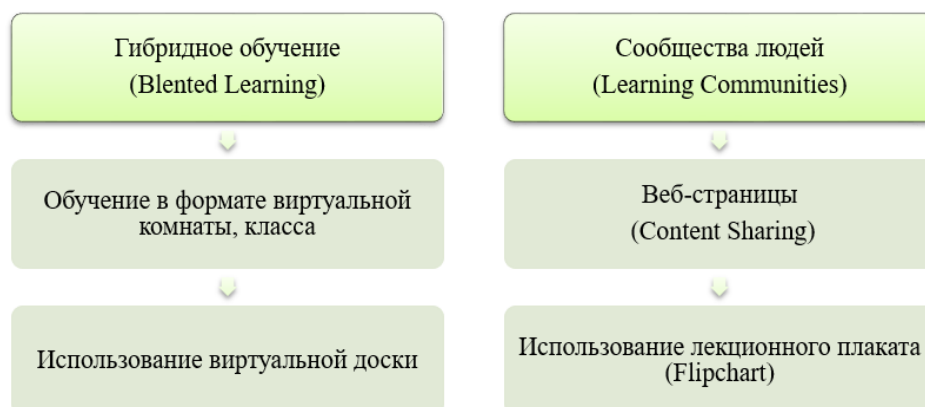 Гибридное обучение
(Blented Learning)
Обучение в формате виртуальной
комнаты, класса
Использование виртуальной доски
Сообщества людей
(Learning Communities)
Веб-страницы
(Content Sharing)
Использование лекционного плаката
(Flipchart)